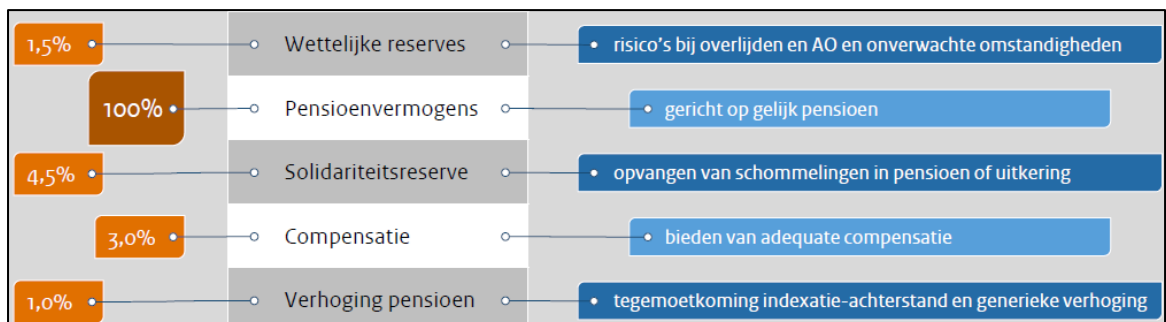 1,5% Wettelijke reserves risico's bij overlijden en AO en onverwachte omstandigheden
100% Pensioenvermogens gericht op gelijk pensioen
4,5% Solidariteitsreserve opvangen van schommelingen in pensioen of uitkering
3,0% Compensatie bieden van adequate compensatie
1,0% Verhoging pensioen tegemoetkoming indexatie-achterstand en generieke verhoging